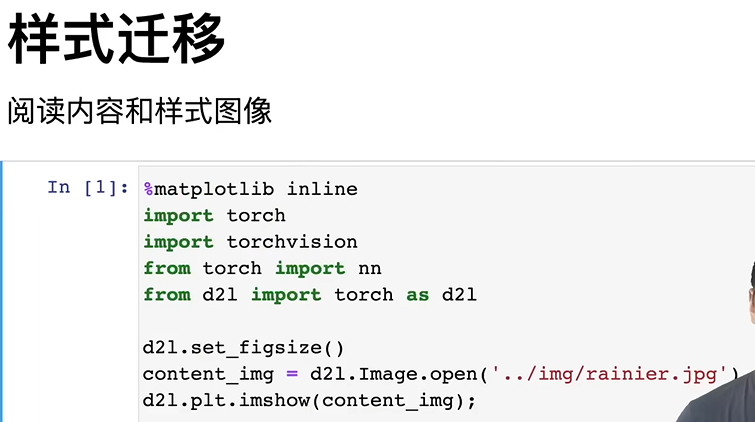 样式迁移
阅读内容和样式图像
In [1]: %matplotlib inline
import torch
import torchvision
from torch import nn
from d2l import torch as d2l
d2l.set_figsize()
content_img = d2l.Image.open('../img/rainier.jpg')
d2l.plt.imshow(content_img);